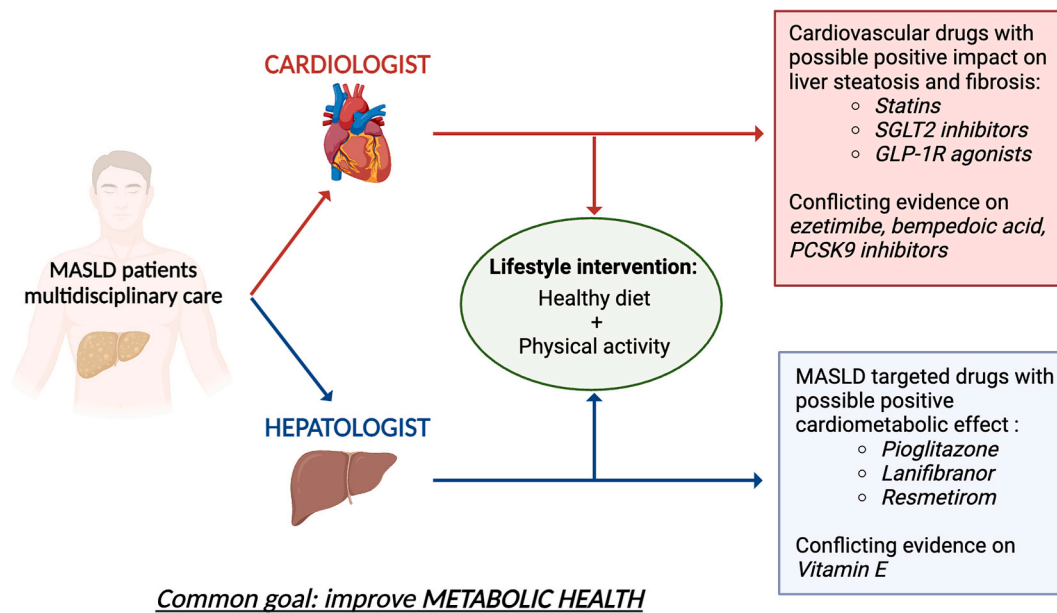 MASLD patients
multidisciplinary care
CARDIOLOGIST
HEPATOLOGIST
Lifestyle intervention:
Healthy diet
+
Physical activity
Cardiovascular drugs with
possible positive impact on
liver steatosis and fibrosis:
○ Statins
○ SGLT2 inhibitors
○ GLP-1R agonists
Conflicting evidence on
ezetimibe, bempedoic acid,
PCSK9 inhibitors
MASLD targeted drugs with
possible positive
cardiometabolic effect :
○ Pioglitazone
○ Lanifibranor
○ Resmetirom
Conflicting evidence on
Vitamin E
Common goal: improve METABOLIC HEALTH